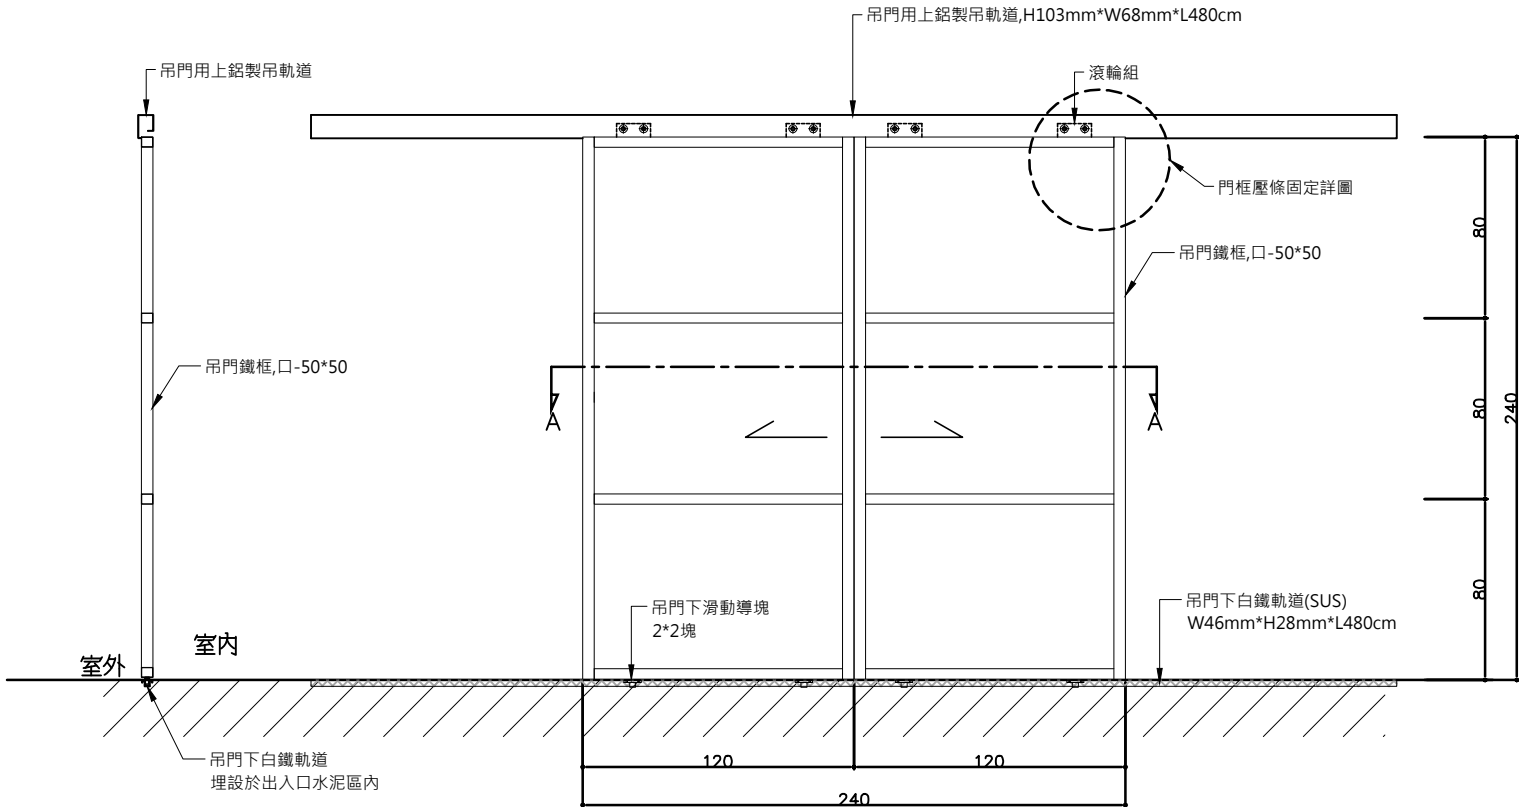 吊門用上鋁製吊軌道,H103mm*W68mm*L480cm
吊門用上鋁製吊軌道
滾輪組
門框壓條固定詳圖
吊門鐵框,口-50*50
吊門鐵框,口-50*50
A
A
80
80
80
240
吊門下滑動導塊
2*2塊
吊門下白鐵軌道(SUS)
W46mm*H28mm*L480cm
室外
室內
吊門下白鐵軌道
埋設於出入口水泥區內
120
120
240